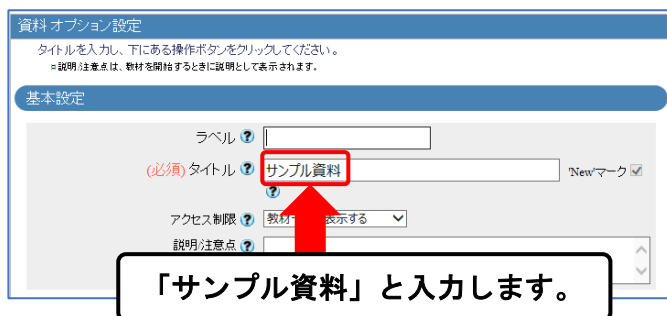 資料オプション設定
タイトルを入力し、下にある操作ボタンをクリックしてください。
¤説明/注意点は、教材を開始するときに説明として表示されます。
基本設定
ラベル ?
(必須) タイトル ? サンプル資料 'New'マーク
?
アクセス制限 ? 教材 表示する
説明/注意点 ?
「サンプル資料」と入力します。